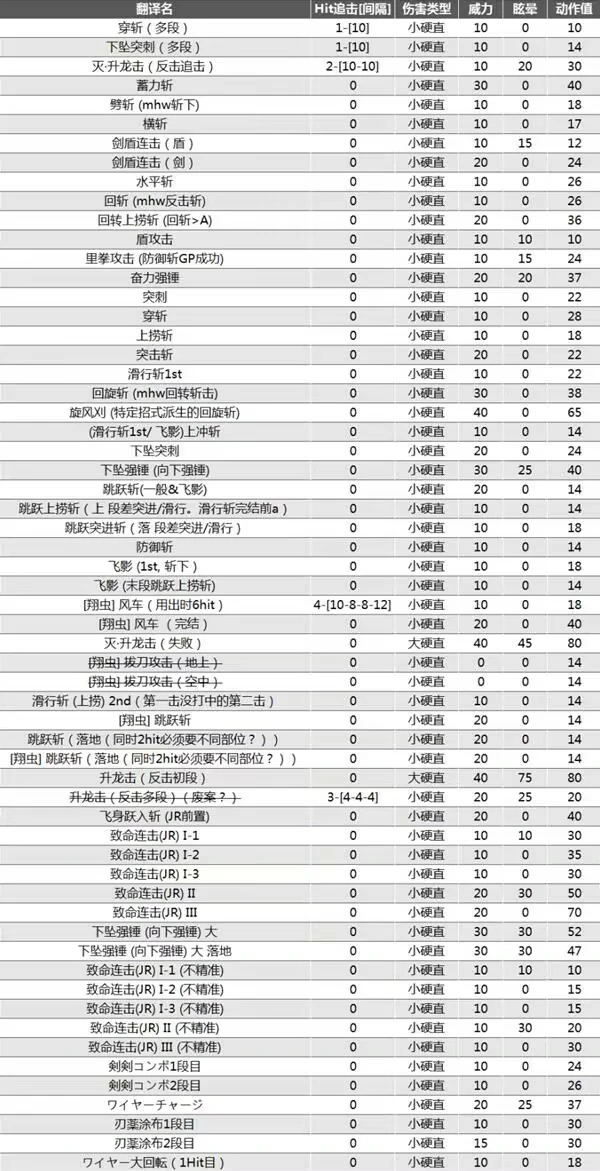 翻译名 Hit追击[间隔] 伤害类型 威力 眩晕 动作值
穿斩（多段） 1-[10] 小硬直 10 0 10
下坠突刺（多段） 1-[10] 小硬直 10 0 14
灭·升龙击（反击追击） 2-[10-10] 小硬直 10 20 30
蓄力斩 0 小硬直 30 0 40
劈斩 (mhw斩下) 0 小硬直 10 0 18
横斩 0 小硬直 10 0 17
剑盾连击（盾） 0 小硬直 10 15 12
剑盾连击（剑） 0 小硬直 20 0 24
水平斩 0 小硬直 10 0 26
回斩 (mhw反击斩) 0 小硬直 10 0 26
回转上捞斩 (回斩>A) 0 小硬直 20 0 36
盾攻击 0 小硬直 10 10 10
里拳攻击 (防御斩GP成功) 0 小硬直 10 15 24
奋力强锤 0 小硬直 20 20 37
突刺 0 小硬直 10 0 22
穿斩 0 小硬直 10 0 28
上捞斩 0 小硬直 10 0 18
突击斩 0 小硬直 20 0 22
滑行斩1st 0 小硬直 10 0 22
回旋斩 (mhw回转斩击) 0 小硬直 30 0 38
旋风刈 (特定招式派生的回旋斩) 0 小硬直 40 0 65
(滑行斩1st/ 飞影)上冲斩 0 小硬直 10 0 14
下坠突刺 0 小硬直 20 0 24
下坠强锤 (向下强锤) 0 小硬直 30 25 40
跳跃斩(一般&飞影) 0 小硬直 20 0 14
跳跃上捞斩（上 段差突进/滑行。滑行斩完结前a） 0 小硬直 10 0 14
跳跃突进斩（落 段差突进/滑行） 0 小硬直 10 0 18
防御斩 0 小硬直 10 0 14
飞影 (1st, 斩下） 0 小硬直 10 0 18
飞影 (末段跳跃上捞斩) 0 小硬直 10 0 14
[翔虫] 风车（用出时6hit） 4-[10-8-8-12] 小硬直 10 0 18
[翔虫] 风车 （完结） 0 小硬直 20 0 40
灭·升龙击（失败） 0 大硬直 40 45 80
[翔虫] 拔刀攻击（地上） 0 小硬直 0 0 14
[翔虫] 拔刀攻击（空中） 0 小硬直 0 0 14
滑行斩 (上捞) 2nd（第一击没打中的第二击） 0 小硬直 10 0 14
[翔虫] 跳跃斩 0 小硬直 20 0 14
跳跃斩（落地（同时2hit必须要不同部位？）） 0 小硬直 20 0 14
[翔虫] 跳跃斩（落地（同时2hit必须要不同部位？）） 0 小硬直 20 0 14
升龙击（反击初段） 0 大硬直 40 75 80
升龙击（反击多段）（废案？） 3-[4-4-4] 小硬直 20 25 20
飞身跃入斩 (JR前置) 0 小硬直 20 0 40
致命连击(JR) I-1 0 小硬直 10 10 30
致命连击(JR) I-2 0 小硬直 10 0 35
致命连击(JR) I-3 0 小硬直 10 0 30
致命连击(JR) II 0 小硬直 20 30 50
致命连击(JR) III 0 小硬直 20 0 70
下坠强锤 (向下强锤) 大 0 小硬直 30 30 52
下坠强锤 (向下强锤) 大 落地 0 小硬直 30 30 47
致命连击(JR) I-1 (不精准) 0 小硬直 10 10 10
致命连击(JR) I-2 (不精准) 0 小硬直 10 0 15
致命连击(JR) I-3 (不精准) 0 小硬直 10 0 15
致命连击(JR) II (不精准) 0 小硬直 10 30 20
致命连击(JR) III (不精准) 0 小硬直 10 0 30
剣剣コンボ1段目 0 小硬直 10 0 24
剣剣コンボ2段目 0 小硬直 10 0 26
ワイヤーチャージ 0 小硬直 20 25 37
刃薬涂布1段目 0 小硬直 10 0 30
刃薬涂布2段目 0 小硬直 15 0 30
ワイヤー大回転（1Hit目） 0 小硬直 10 0 18